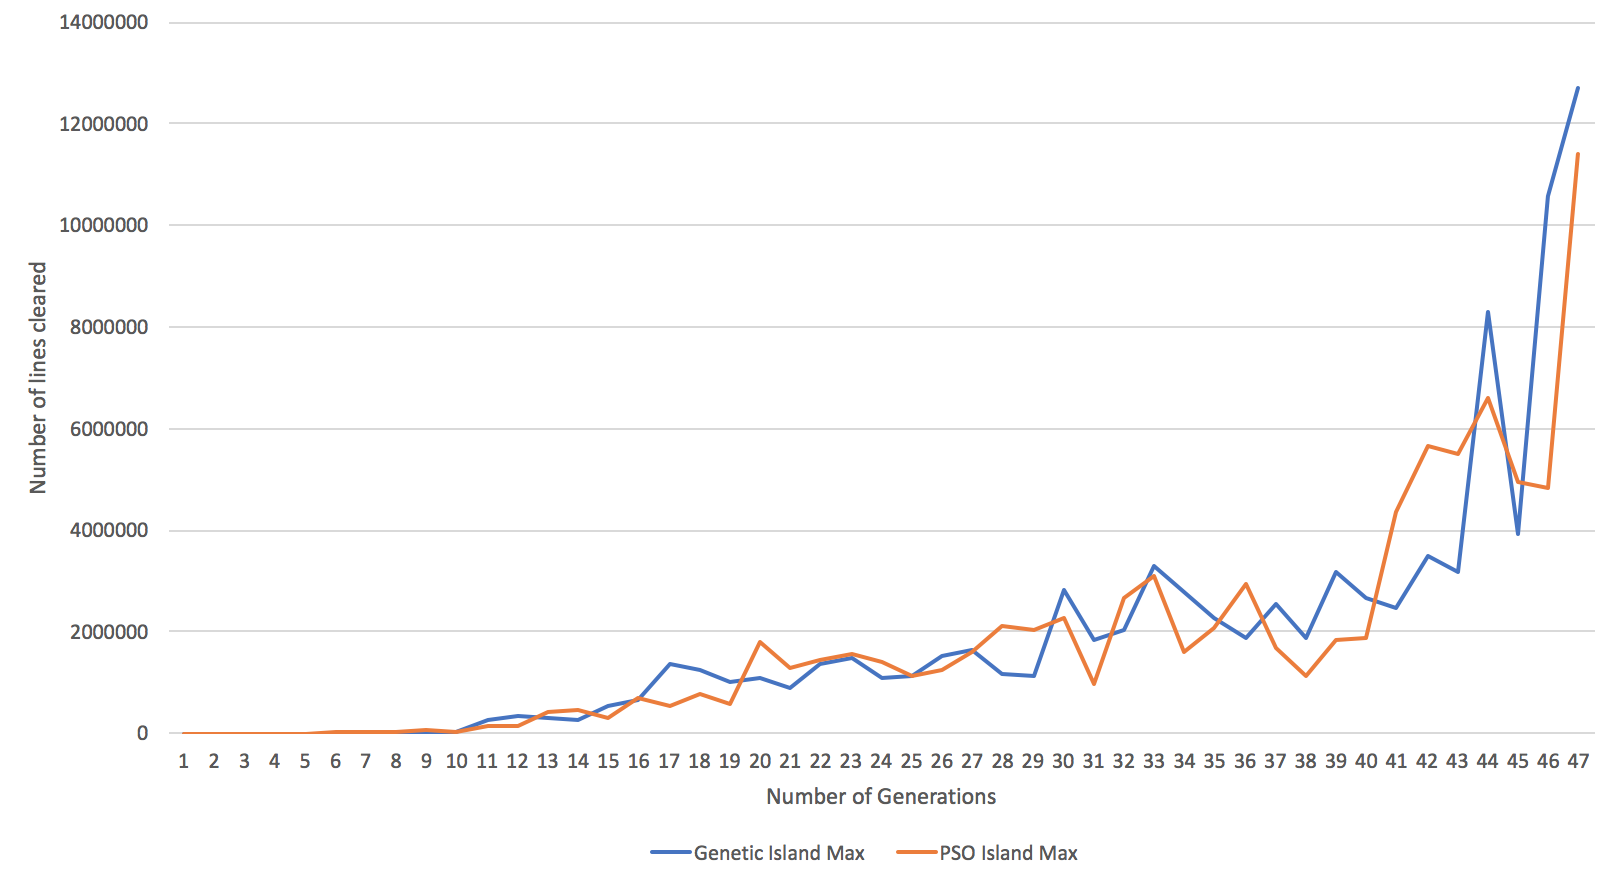 14000000
12000000
10000000
8000000
6000000
4000000
2000000
0
Number of lines cleared
1 2 3 4 5 6 7 8 9 10 11 12 13 14 15 16 17 18 19 20 21 22 23 24 25 26 27 28 29 30 31 32 33 34 35 36 37 38 39 40 41 42 43 44 45 46 47
Number of Generations
Genetic Island Max PSO Island Max